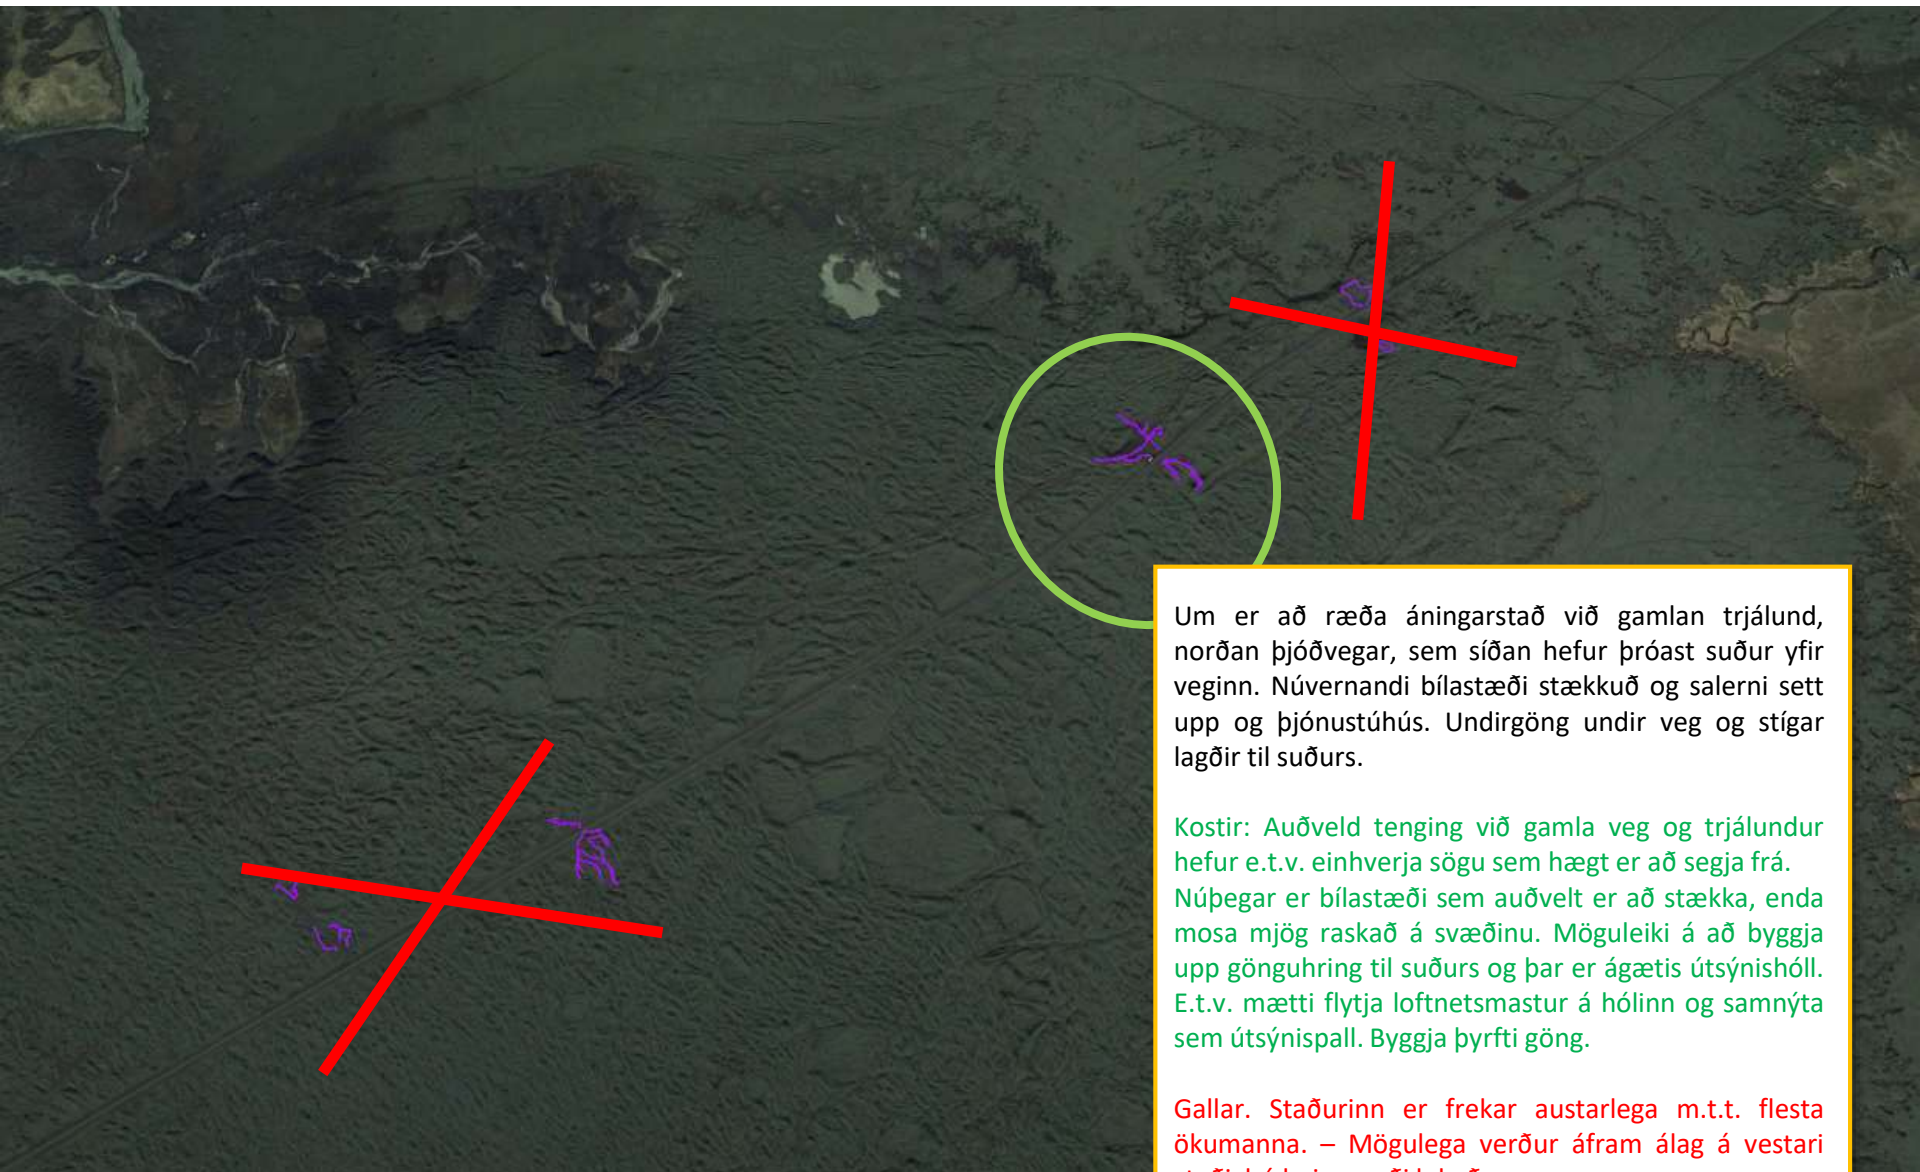 Um er að ræða áningarstað við gamlan trjálund,
norðan þjóðvegar, sem síðan hefur þróast suður yfir
veginn. Núvernandi bílastæði stækkuð og salerni sett
upp og þjónustúhús. Undirgöng undir veg og stígar
lagðir til suðurs.
Kostir: Auðveld tenging við gamla veg og trjálundur
hefur e.t.v. einhverja sögu sem hægt er að segja frá.
Núþegar er bílastæði sem auðvelt er að stækka, enda
mosa mjög raskað á svæðinu. Möguleiki á að byggja
upp gönguhring til suðurs og þar er ágætis útsýnishóll.
E.t.v. mætti flytja loftnetsmastur á hólinn og samnýta
sem útsýnispall. Byggja þyrfti göng.
Gallar. Staðurinn er frekar austarlega m.t.t. flesta
ökumanna. – Mögulega verður áfram álag á vestari